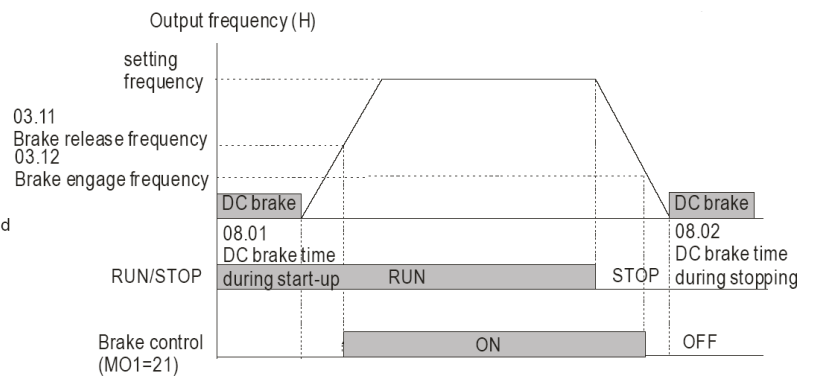 Output frequency (H)
setting
frequency
03.11
Brake release frequency
03.12
Brake engage frequency
DC brake
DC brake
d
08.01
DC brake time
during start-up
08.02
DC brake time
during stopping
RUN/STOP
RUN
STOP
Brake control
(MO1=21)
ON
OFF